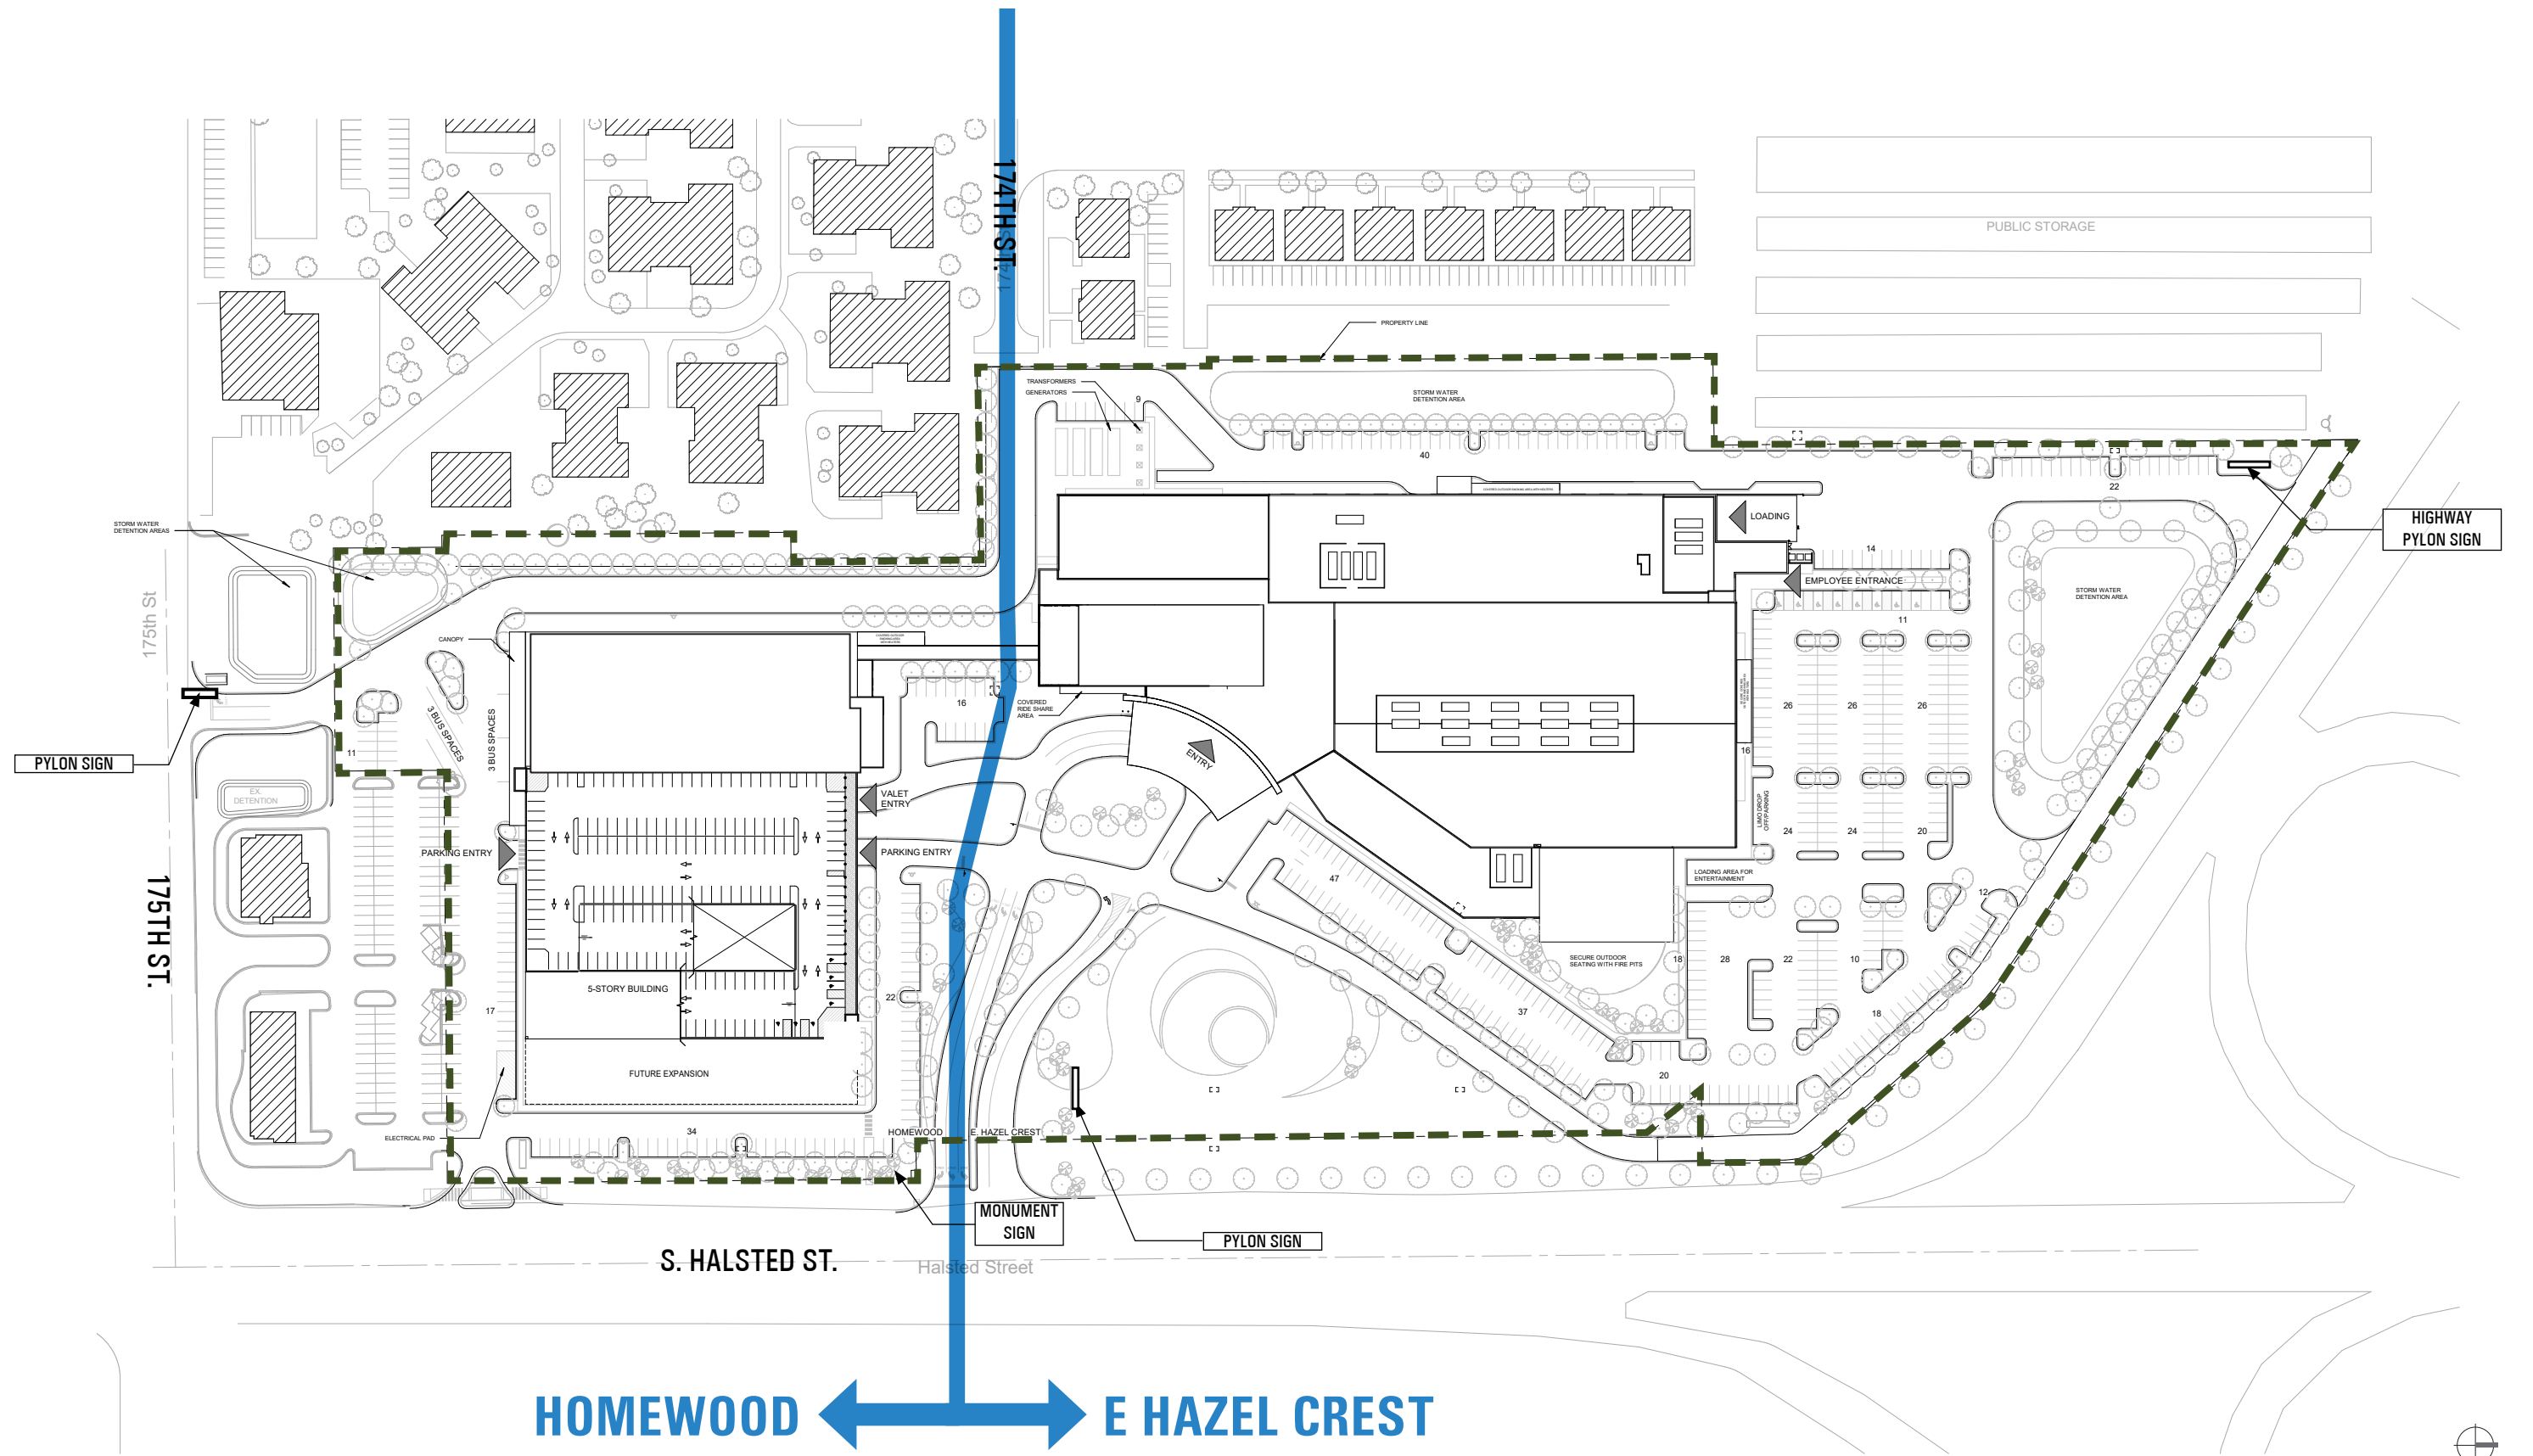 174TH ST.
PUBLIC STORAGE
PROPERTY LINE
TRANSFORMERS
GENERATORS
9
STORM WATER
DETENTION AREA
40
22
HIGHWAY
PYLON SIGN
LOADING
14
EMPLOYEE ENTRANCE
11
STORM WATER
DETENTION AREA
STORM WATER
DETENTION AREAS
175th St
CANOPY
3 BUS SPACES
3 BUS SPACES
11
PYLON SIGN
EX.
DETENTION
16
COVERED
RIDE SHARE
AREA
ENTRY
VALET
ENTRY
PARKING ENTRY
PARKING ENTRY
26
26
26
16
LIMO DROP
OFF/PARKING
24
24
20
LOADING AREA FOR
ENTERTAINMENT
47
12
175TH ST.
5-STORY BUILDING
17
22
SECURE OUTDOOR
SEATING WITH FIRE PITS
18
28
22
10
37
18
FUTURE EXPANSION
20
ELECTRICAL PAD
34
HOMEWOOD
E. HAZEL CREST
MONUMENT
SIGN
PYLON SIGN
S. HALSTED ST.
Halsted Street
HOMEWOOD
E HAZEL CREST